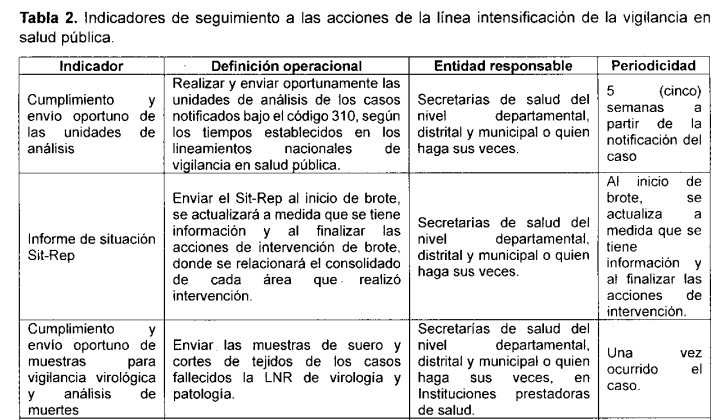 Tabla 2. Indicadores de seguimiento a las acciones de la línea intensificación de la vigilancia en
salud pública.
Indicador
Definición operacional
Entidad responsable
Periodicidad
Cumplimiento y
envío oportuno de
las unidades de
análisis
Realizar y enviar oportunamente las
unidades de análisis de los casos
notificados bajo el código 310, según
los tiempos establecidos en los
lineamientos nacionales de
vigilancia en salud pública.
Secretarías de salud del
nivel departamental,
distrital y municipal o quien
haga sus veces.
5 (cinco)
semanas a
partir de la
notificación del
caso
Informe de situación
Sit-Rep
Enviar el Sit-Rep al inicio de brote,
se actualizará a medida que se tiene
información y al finalizar las
acciones de intervención de brote,
donde se relacionará el consolidado
de cada área que realizó
intervención.
Secretarías de salud del
nivel departamental,
distrital y municipal o quien
haga sus veces.
Al inicio de
brote, se
actualiza a
medida que se
tiene
información y
al finalizar las
acciones de
intervención.
Cumplimiento y
envío oportuno de
muestras para
vigilancia virológica
y análisis de
muertes
Enviar las muestras de suero y
cortes de tejidos de los casos
fallecidos la LNR de virología y
patología.
Secretarías de salud del
nivel departamental,
distrital y municipal o quien
haga sus veces, en
Instituciones prestadoras
de salud.
Una vez
ocurrido el
caso.